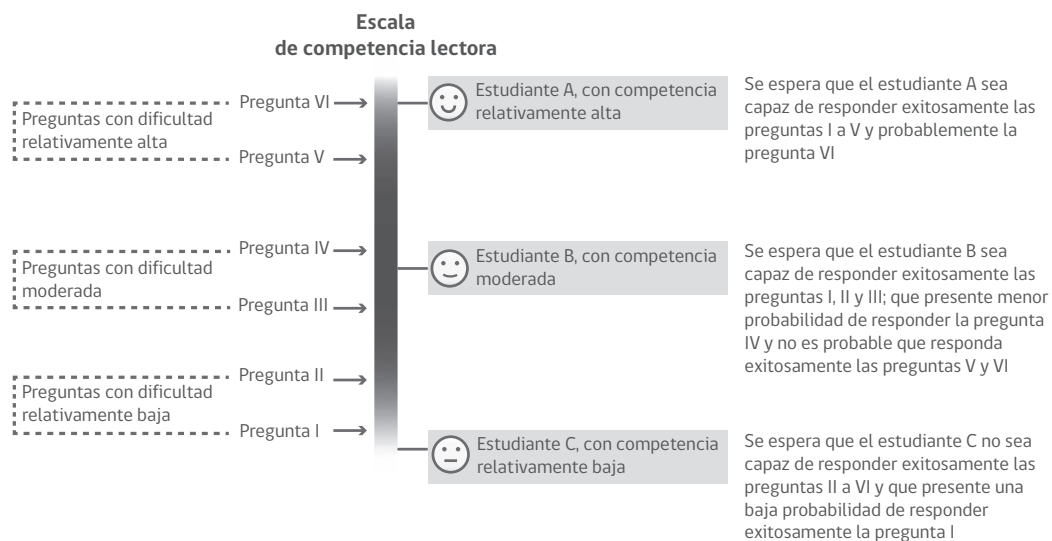 Escala
de competencia lectora
Preguntas con dificultad
relativamente alta
Pregunta VI
Pregunta V
Estudiante A, con competencia
relativamente alta
Se espera que el estudiante A sea
capaz de responder exitosamente las
preguntas I a V y probablemente la
pregunta VI
Preguntas con dificultad
moderada
Pregunta IV
Pregunta III
Estudiante B, con competencia
moderada
Se espera que el estudiante B sea
capaz de responder exitosamente las
preguntas I, II y III; que presente menor
probabilidad de responder la pregunta
IV y no es probable que responda
exitosamente las preguntas V y VI
Preguntas con dificultad
relativamente baja
Pregunta II
Pregunta I
Estudiante C, con competencia
relativamente baja
Se espera que el estudiante C no sea
capaz de responder exitosamente las
preguntas II a VI y que presente una
baja probabilidad de responder
exitosamente la pregunta I